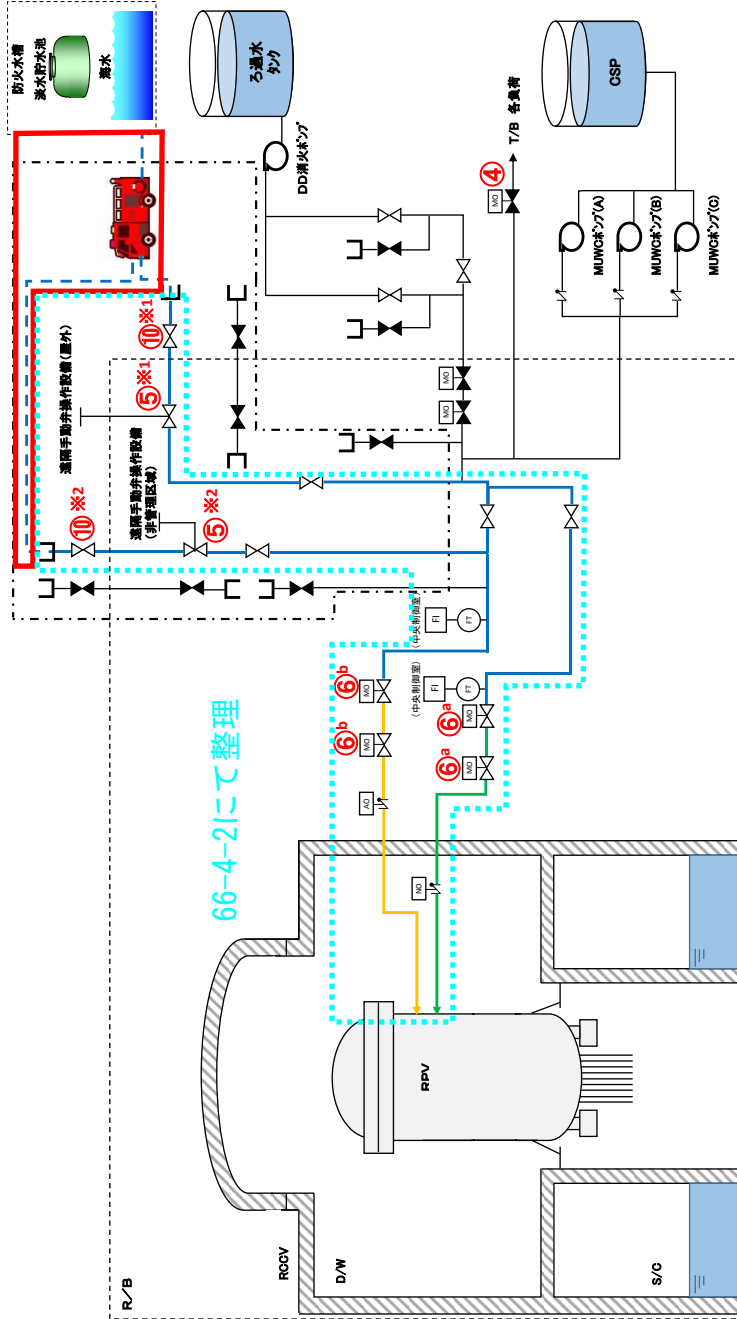 防火水槽
淡水貯水池
海水
ろ過水
タンク
DD消火ポンプ
CSP
④
MO
T/B 各負荷
MUWCポンプ(A)
MUWCポンプ(B)
MUWCポンプ(C)
⑩※1
⑤※1
遠隔手動弁操作設備(屋外)
⑩※2
⑤※2
遠隔手動弁操作設備
(非管理区域)
MO
MO
FI
FT
(中央制御室)
FI
FT
(中央制御室)
⑥b
MO
⑥b
MO
⑥a
MO
⑥a
MO
AO
NO
66-4-2にて整理
R/B
RCCV
D/W
RPV
S/C